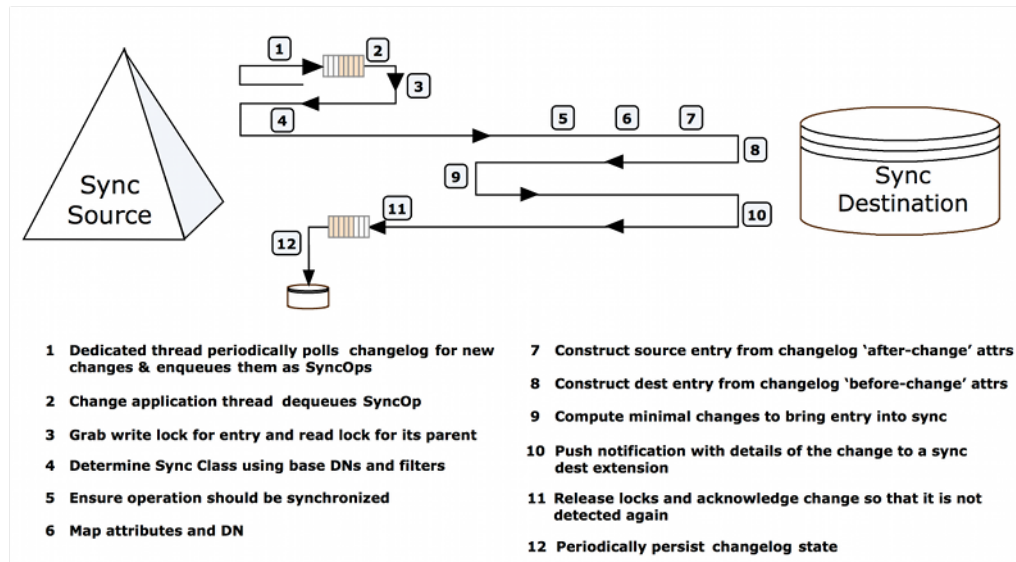 1
2
3
4
5
6
7
8
9
10
11
12
Sync
Source
Sync
Destination
1 Dedicated thread periodically polls changelog for new
changes & enqueues them as SyncOps
2 Change application thread dequeues SyncOp
3 Grab write lock for entry and read lock for its parent
4 Determine Sync Class using base DNs and filters
5 Ensure operation should be synchronized
6 Map attributes and DN
7 Construct source entry from changelog ‘after-change’ attrs
8 Construct dest entry from changelog ‘before-change’ attrs
9 Compute minimal changes to bring entry into sync
10 Push notification with details of the change to a sync
dest extension
11 Release locks and acknowledge change so that it is not
detected again
12 Periodically persist changelog state